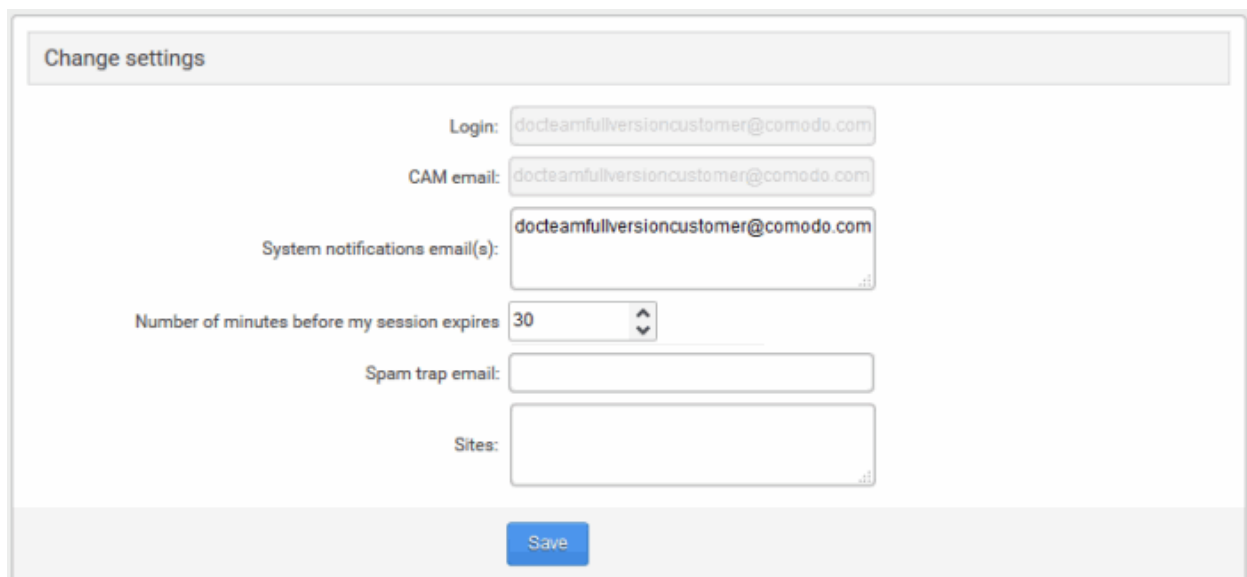 Change settings
Login: docteamfullversioncustomer@comodo.com
CAM email: docteamfullversioncustomer@comodo.com
System notifications email(s): docteamfullversioncustomer@comodo.com
Number of minutes before my session expires 30
Spam trap email:
Sites:
Save